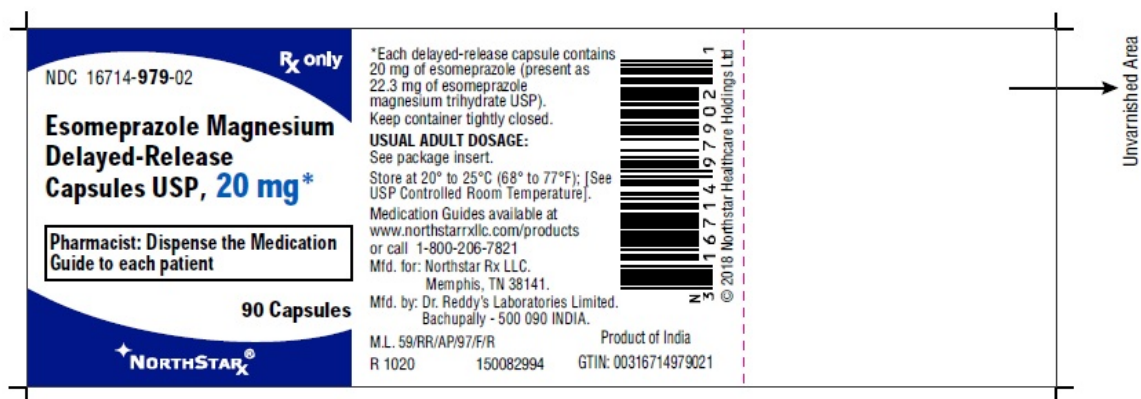 NDC 16714-979-02
Rx only
Esomeprazole Magnesium
Delayed-Release
Capsules USP, 20 mg*
Pharmacist: Dispense the Medication
Guide to each patient
90 Capsules
NORTHSTARx®
*Each delayed-release capsule contains
20 mg of esomeprazole (present as
22.3 mg of esomeprazole
magnesium trihydrate USP).
Keep container tightly closed.
USUAL ADULT DOSAGE:
See package insert.
Store at 20° to 25°C (68° to 77°F); [See
USP Controlled Room Temperature].
Medication Guides available at
www.northstarrxllc.com/products
or call 1-800-206-7821
Mfd. for: Northstar Rx LLC.
Memphis, TN 38141.
Mfd. by: Dr. Reddy's Laboratories Limited.
Bachupally - 500 090 INDIA.
M.L. 59/RR/AP/97/F/R
Product of India
R 1020 150082994 GTIN: 00316714979021
N
3 16714 97902 1
© 2018 Northstar Healthcare Holdings Ltd
Unvarnished Area